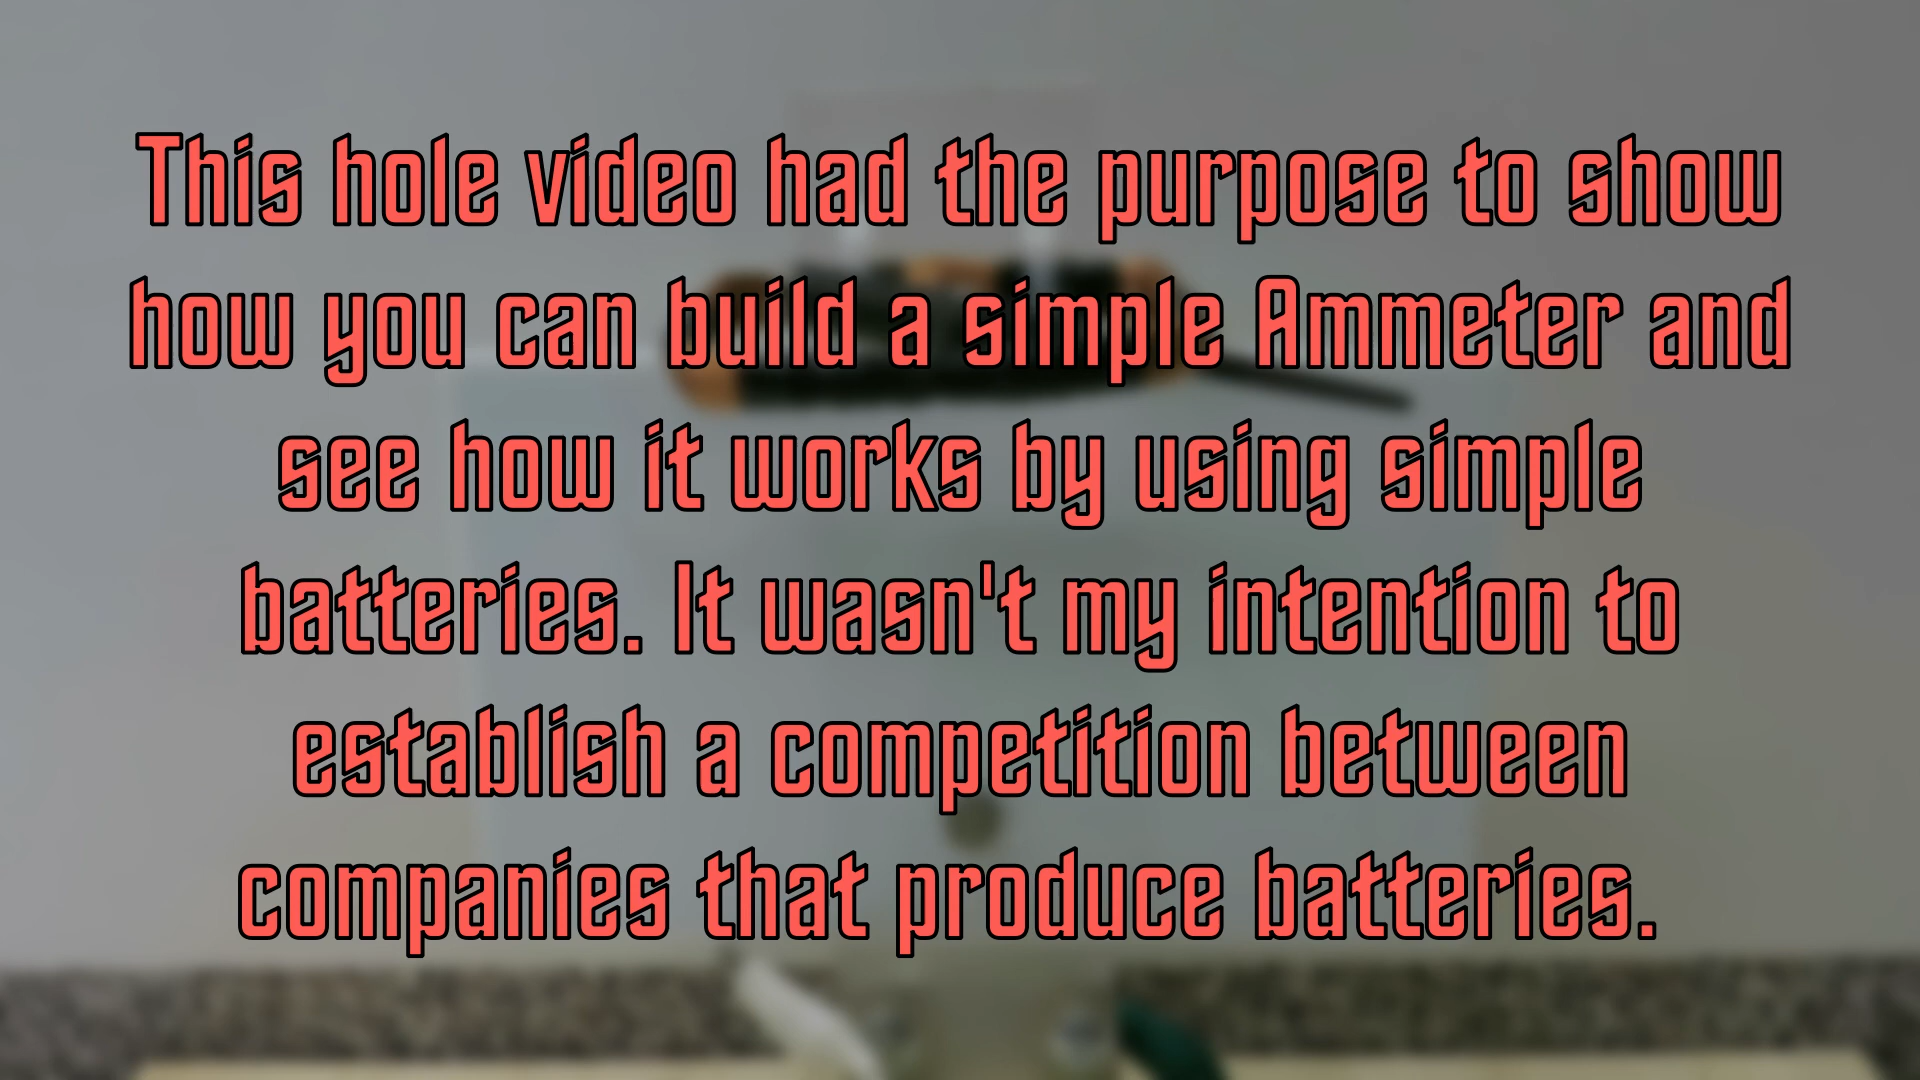 This hole video had the purpose to show
how you can build a simple Ammeter and
see how it works by using simple
batteries. It wasn't my intention to
establish a competition between
companies that produce batteries.